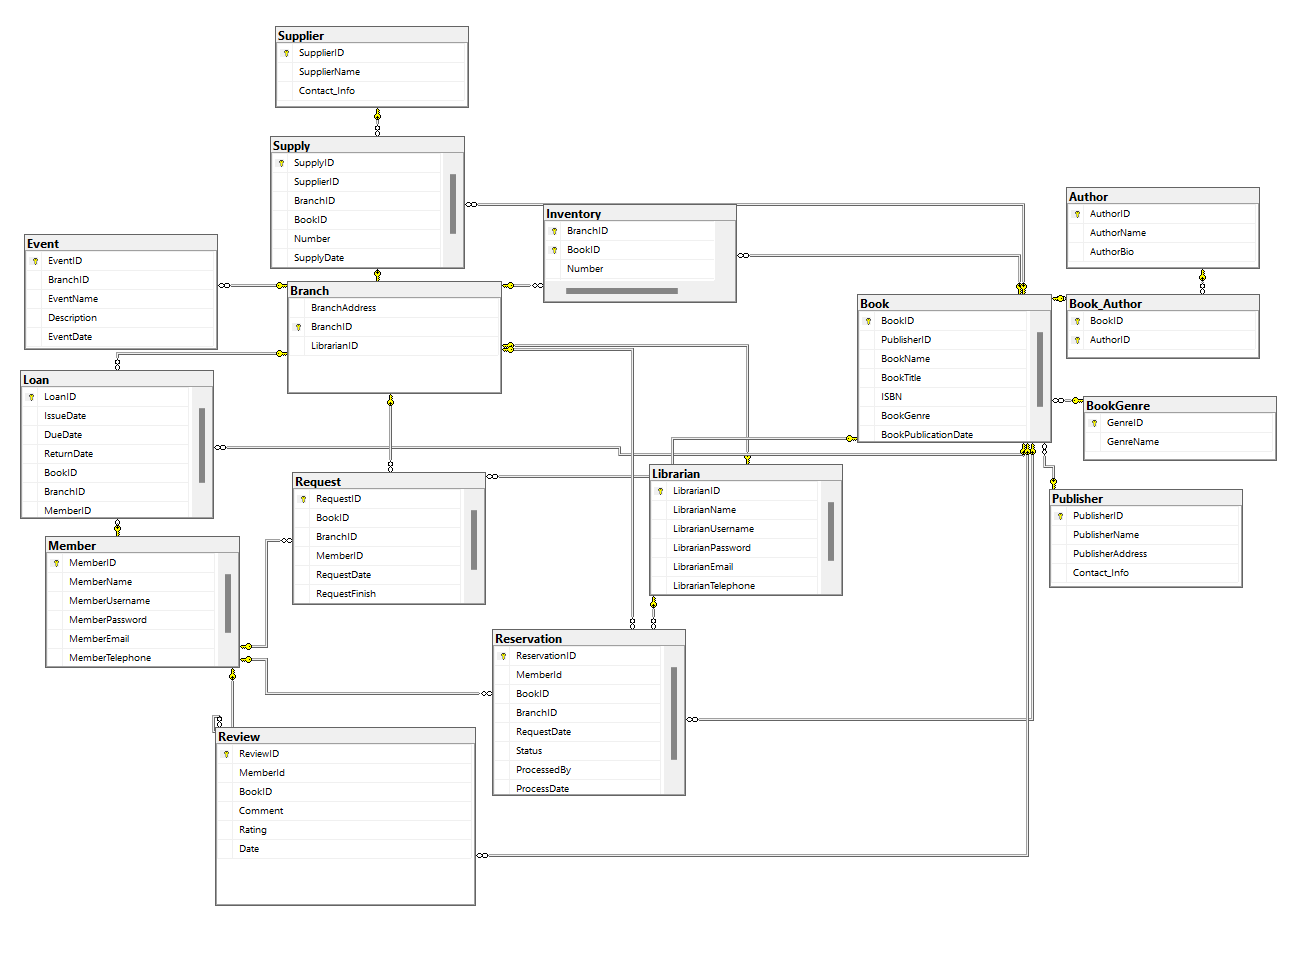 Supplier
SupplierID
SupplierName
Contact_Info
Supply
SupplyID
SupplierID
BranchID
BookID
Number
SupplyDate
Inventory
BranchID
BookID
Number
Author
AuthorID
AuthorName
AuthorBio
Event
EventID
BranchID
EventName
Description
EventDate
Branch
BranchAddress
BranchID
LibrarianID
Book
BookID
PublisherID
BookName
BookTitle
ISBN
BookGenre
BookPublicationDate
Book_Author
BookID
AuthorID
BookGenre
GenreID
GenreName
Loan
LoanID
IssueDate
DueDate
ReturnDate
BookID
BranchID
MemberID
Request
RequestID
BookID
BranchID
MemberID
RequestDate
RequestFinish
Librarian
LibrarianID
LibrarianName
LibrarianUsername
LibrarianPassword
LibrarianEmail
LibrarianTelephone
Publisher
PublisherID
PublisherName
PublisherAddress
Contact_Info
Member
MemberID
MemberName
MemberUsername
MemberPassword
MemberEmail
MemberTelephone
Reservation
ReservationID
MemberId
BookID
BranchID
RequestDate
Status
ProcessedBy
ProcessDate
Review
ReviewID
MemberId
BookID
Comment
Rating
Date